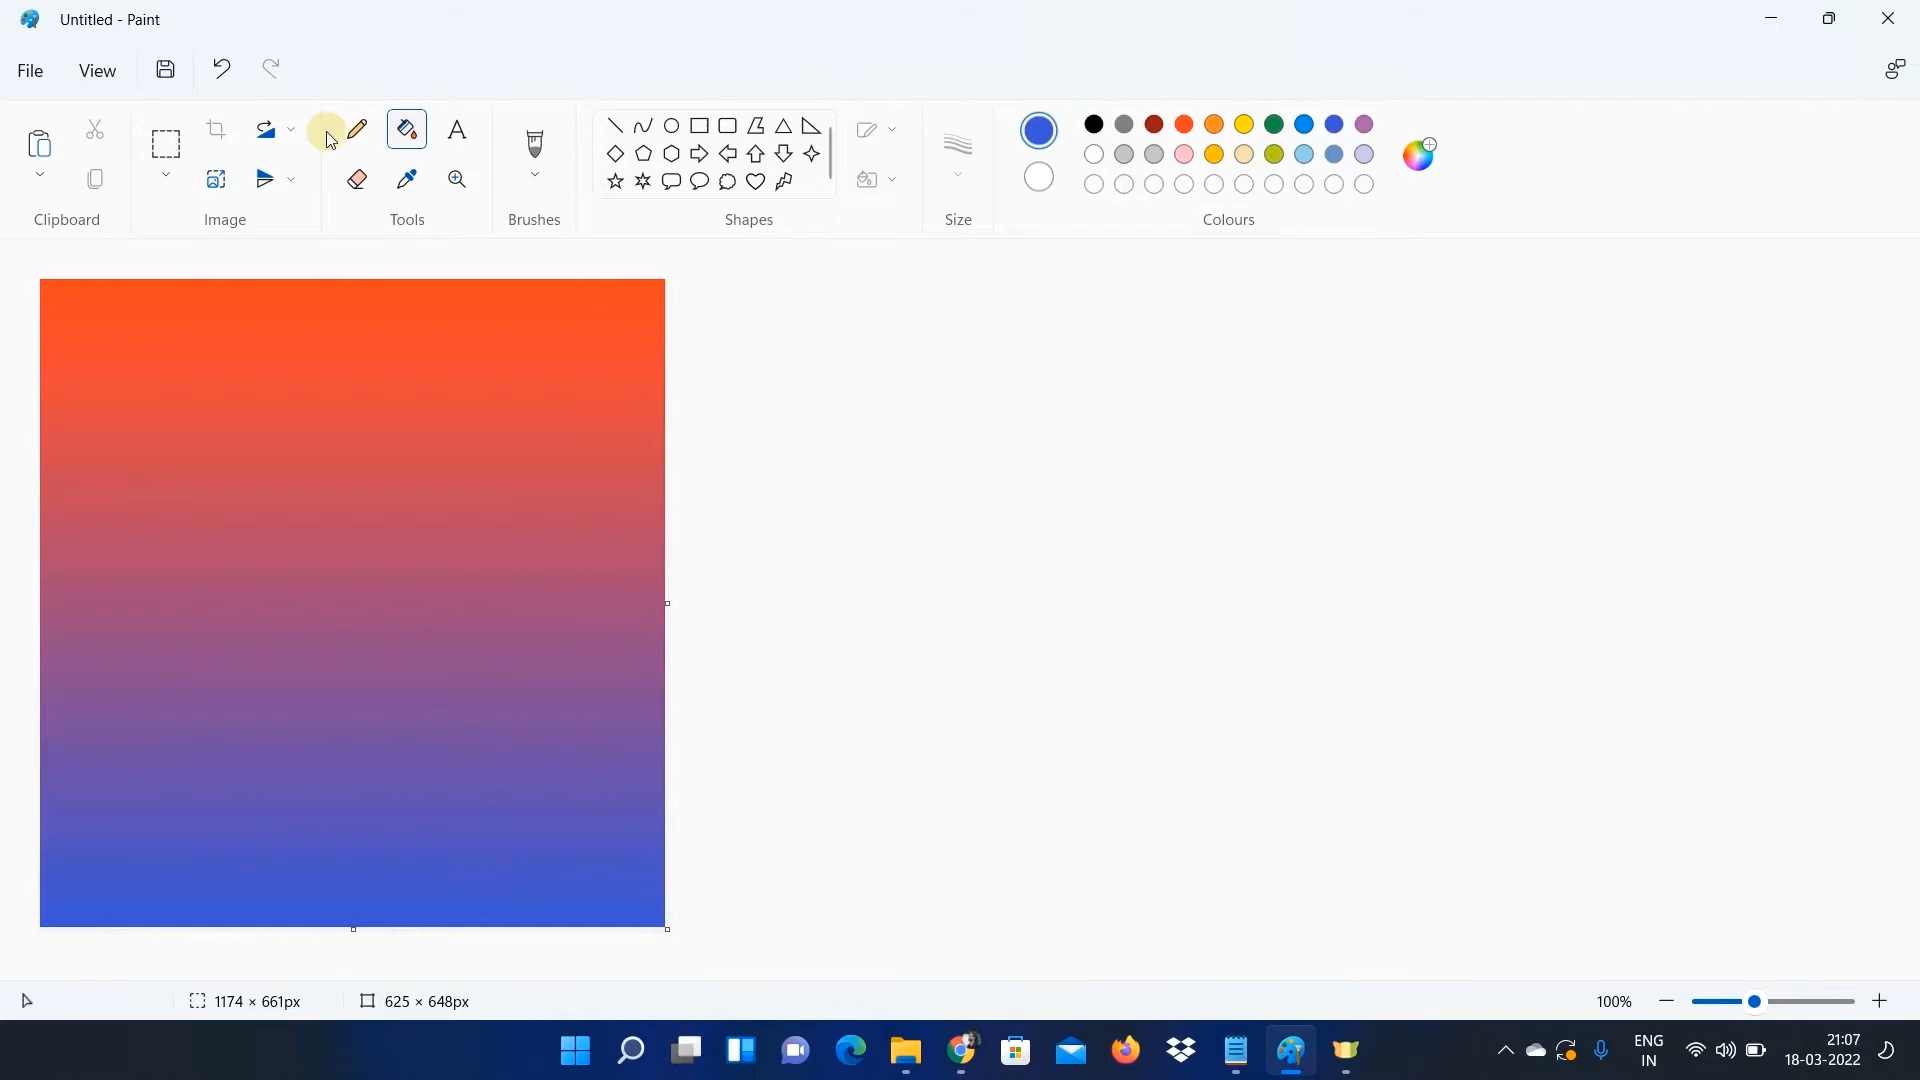 Untitled - Paint
File View
A
Clipboard Image Tools Brushes Shapes Size Colours
1174 × 661px 625 × 648px 100%
ENG
IN
21:07
18-03-2022